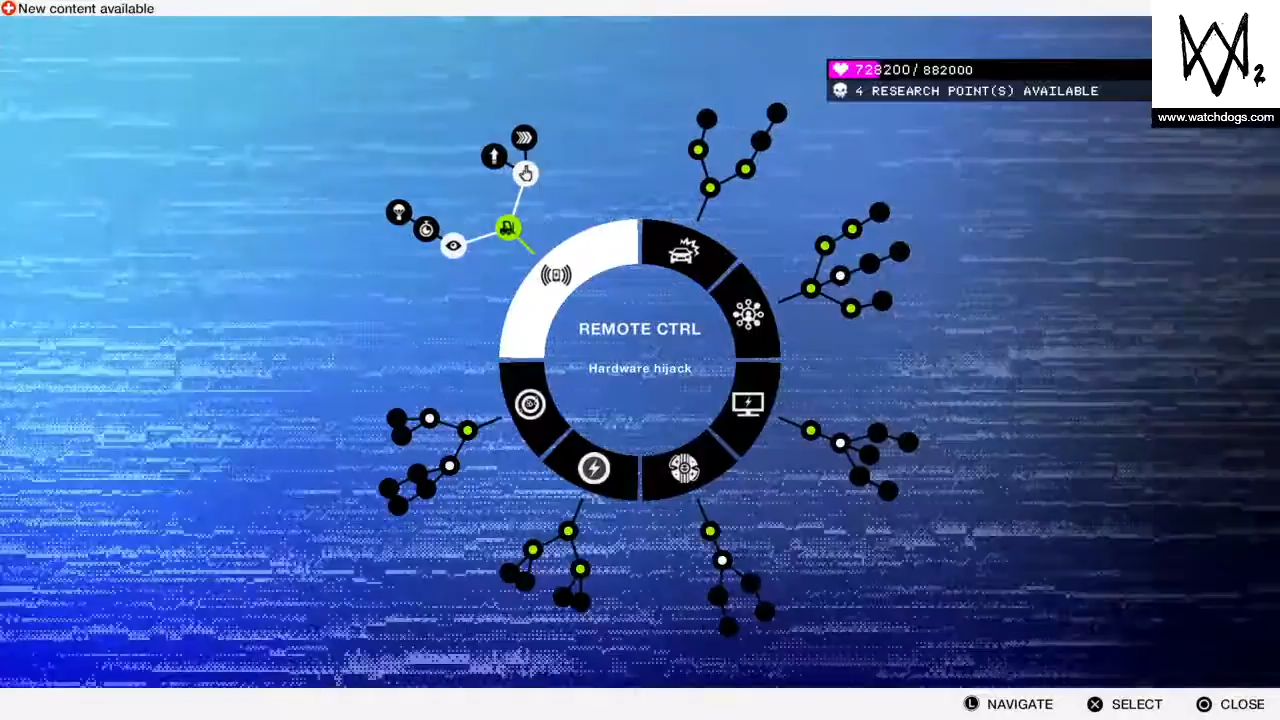 New content available
728200/882000
4 RESEARCH POINT(S) AVAILABLE
2
www.watchdogs.com
REMOTE CTRL
Hardware hijack
L NAVIGATE
SELECT
CLOSE